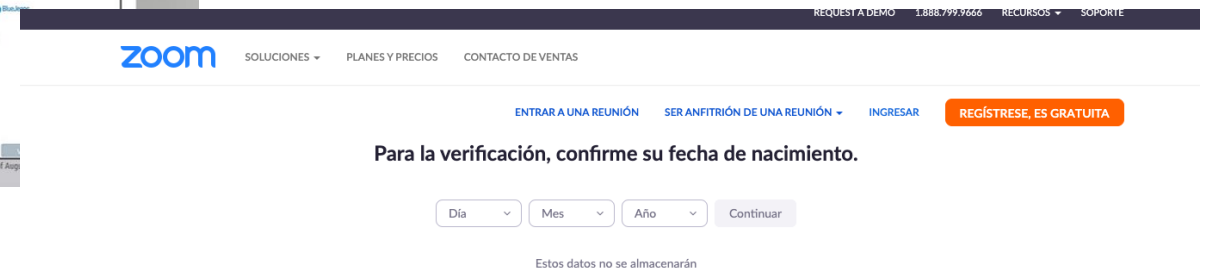 BlueJeans
REQUEST A DEMO 1.888.799.9666 RECURSOS SOPORTE
zoom SOLUCIONES PLANES Y PRECIOS CONTACTO DE VENTAS
ENTRAR A UNA REUNIÓN SER ANFITRIÓN DE UNA REUNIÓN INGRESAR REGÍSTRESE, ES GRATUITA
Para la verificación, confirme su fecha de nacimiento.
f Augu
Día Mes Año Continuar
Estos datos no se almacenarán